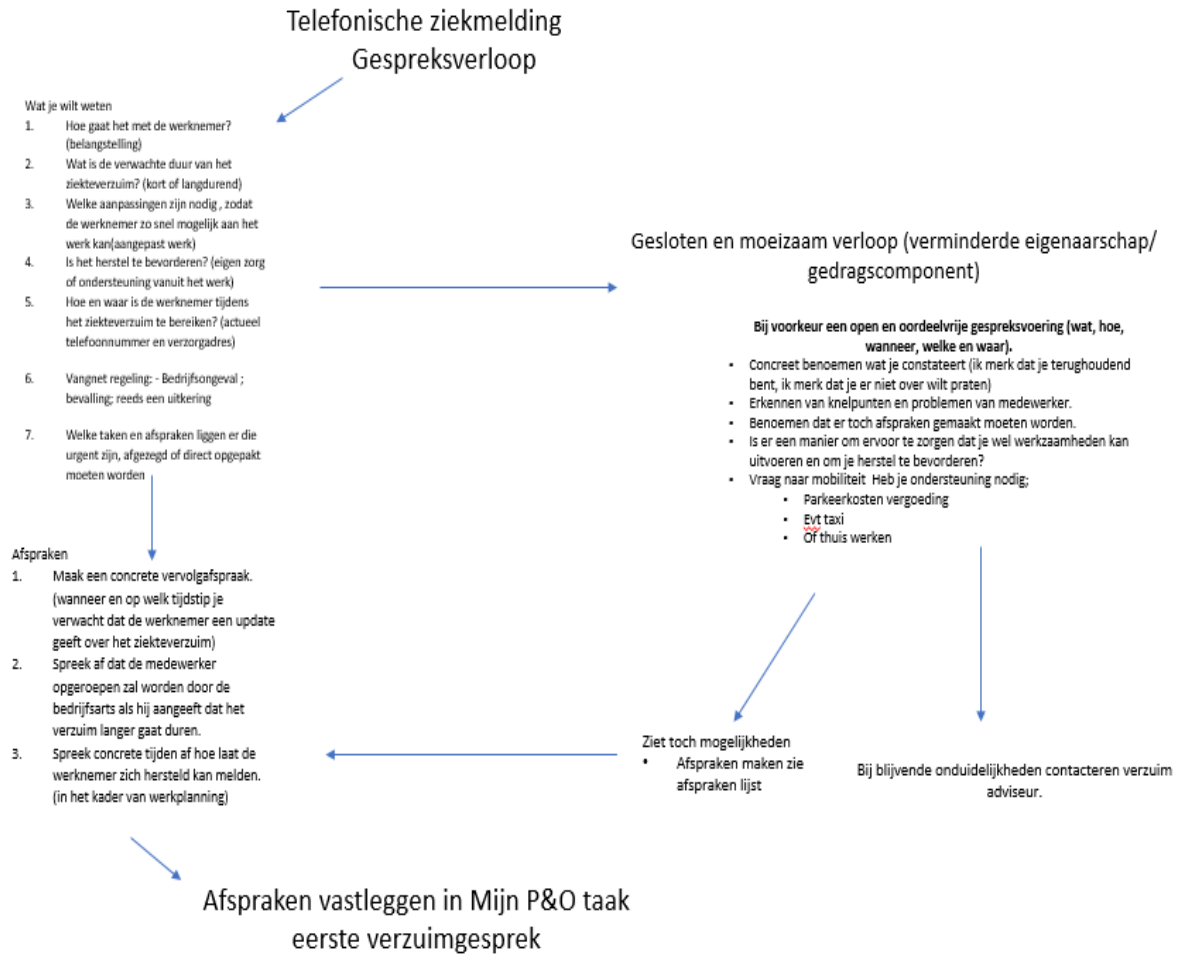 Telefonische ziekmelding
Gespreksverloop
Wat je wilt weten
1. Hoe gaat het met de werknemer?
(belangstelling)
2. Wat is de verwachte duur van het
ziekteverzuim? (kort of langdurend)
3. Welke aanpassingen zijn nodig , zodat
de werknemer zo snel mogelijk aan het
werk kan(aangepast werk)
4. Is het herstel te bevorderen? (eigen zorg
of ondersteuning vanuit het werk)
5. Hoe en waar is de werknemer tijdens
het ziekteverzuim te bereiken? (actueel
telefoonnummer en verzorgadres)
6. Vangnet regeling: - Bedrijfsongeval ;
bevalling; reeds een uitkering
7. Welke taken en afspraken liggen er die
urgent zijn, afgezegd of direct opgepakt
moeten worden
Afspraken
1. Maak een concrete vervolgafspraak.
(wanneer en op welk tijdstip je
verwacht dat de werknemer een update
geeft over het ziekteverzuim)
2. Spreek af dat de medewerker
opgeroepen zal worden door de
bedrijfsarts als hij aangeeft dat het
verzuim langer gaat duren.
3. Spreek concrete tijden af hoe laat de
werknemer zich hersteld kan melden.
(in het kader van werkplanning)
Gesloten en moeizaam verloop (verminderde eigenaarschap/
gedragscomponent)
Bij voorkeur een open en oordeelvrije gespreksvoering (wat, hoe,
wanneer, welke en waar).
▪ Concreet benoemen wat je constateert (ik merk dat je terughoudend
bent, ik merk dat je er niet over wilt praten)
▪ Erkennen van knelpunten en problemen van medewerker.
▪ Benoemen dat er toch afspraken gemaakt moeten worden.
▪ Is er een manier om ervoor te zorgen dat je wel werkzaamheden kan
uitvoeren en om je herstel te bevorderen?
▪ Vraag naar mobiliteit Heb je ondersteuning nodig;
▪ Parkeerkosten vergoeding
▪ Evt taxi
▪ Of thuis werken
Ziet toch mogelijkheden
• Afspraken maken zie
afspraken lijst
Bij blijvende onduidelijkheden contacteren verzuim
adviseur.
Afspraken vastleggen in Mijn P&O taak
eerste verzuimgesprek